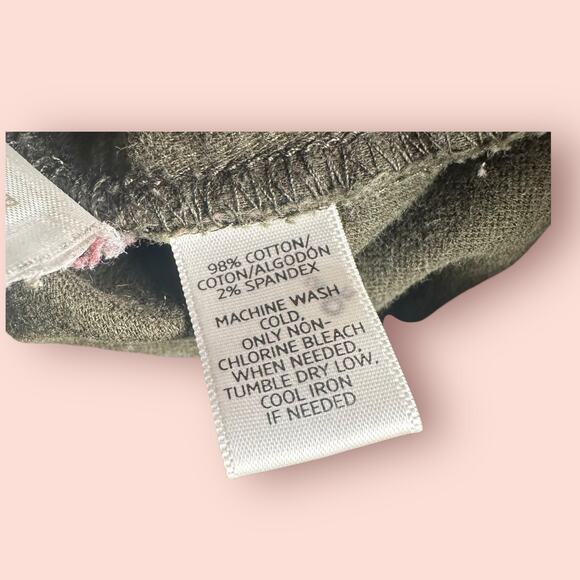 98% COTTON/
COTON/ALGODÓN
2% SPANDEX
MACHINE WASH
COLD.
ONLY NON-
CHLORINE BLEACH
WHEN NEEDED.
TUMBLE DRY LOW.
COOL IRON
IF NEEDED